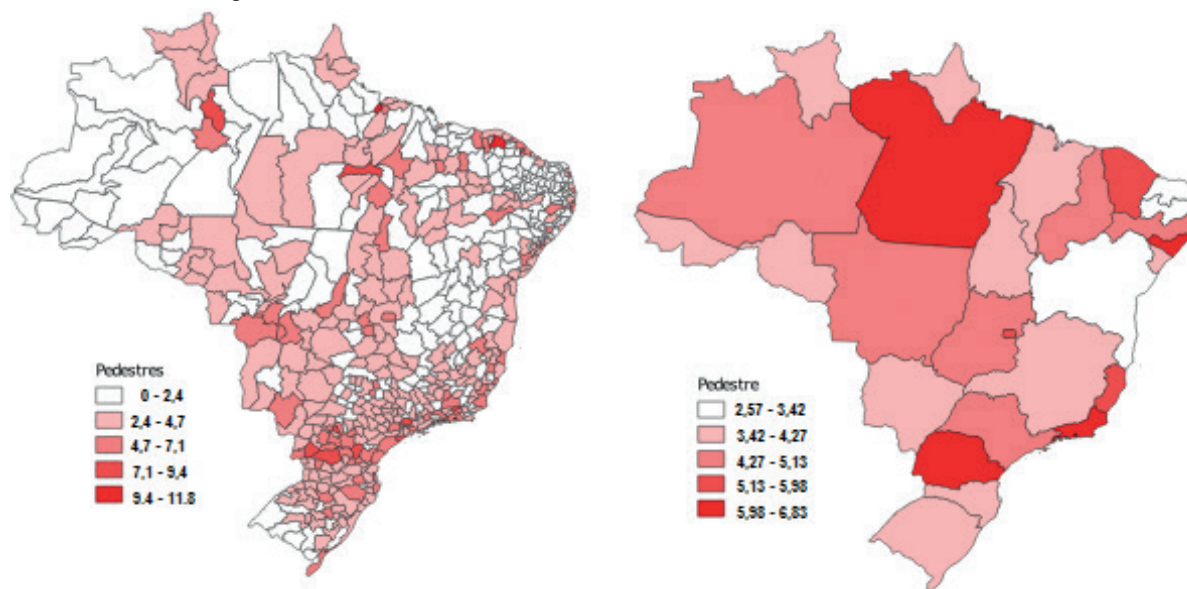 Pedestres
0 - 2,4
2,4 - 4,7
4,7 - 7,1
7,1 - 9,4
9.4 - 11.8
Pedestre
2,57 - 3,42
3,42 - 4,27
4,27 - 5,13
5,13 - 5,98
5,98 - 6,83